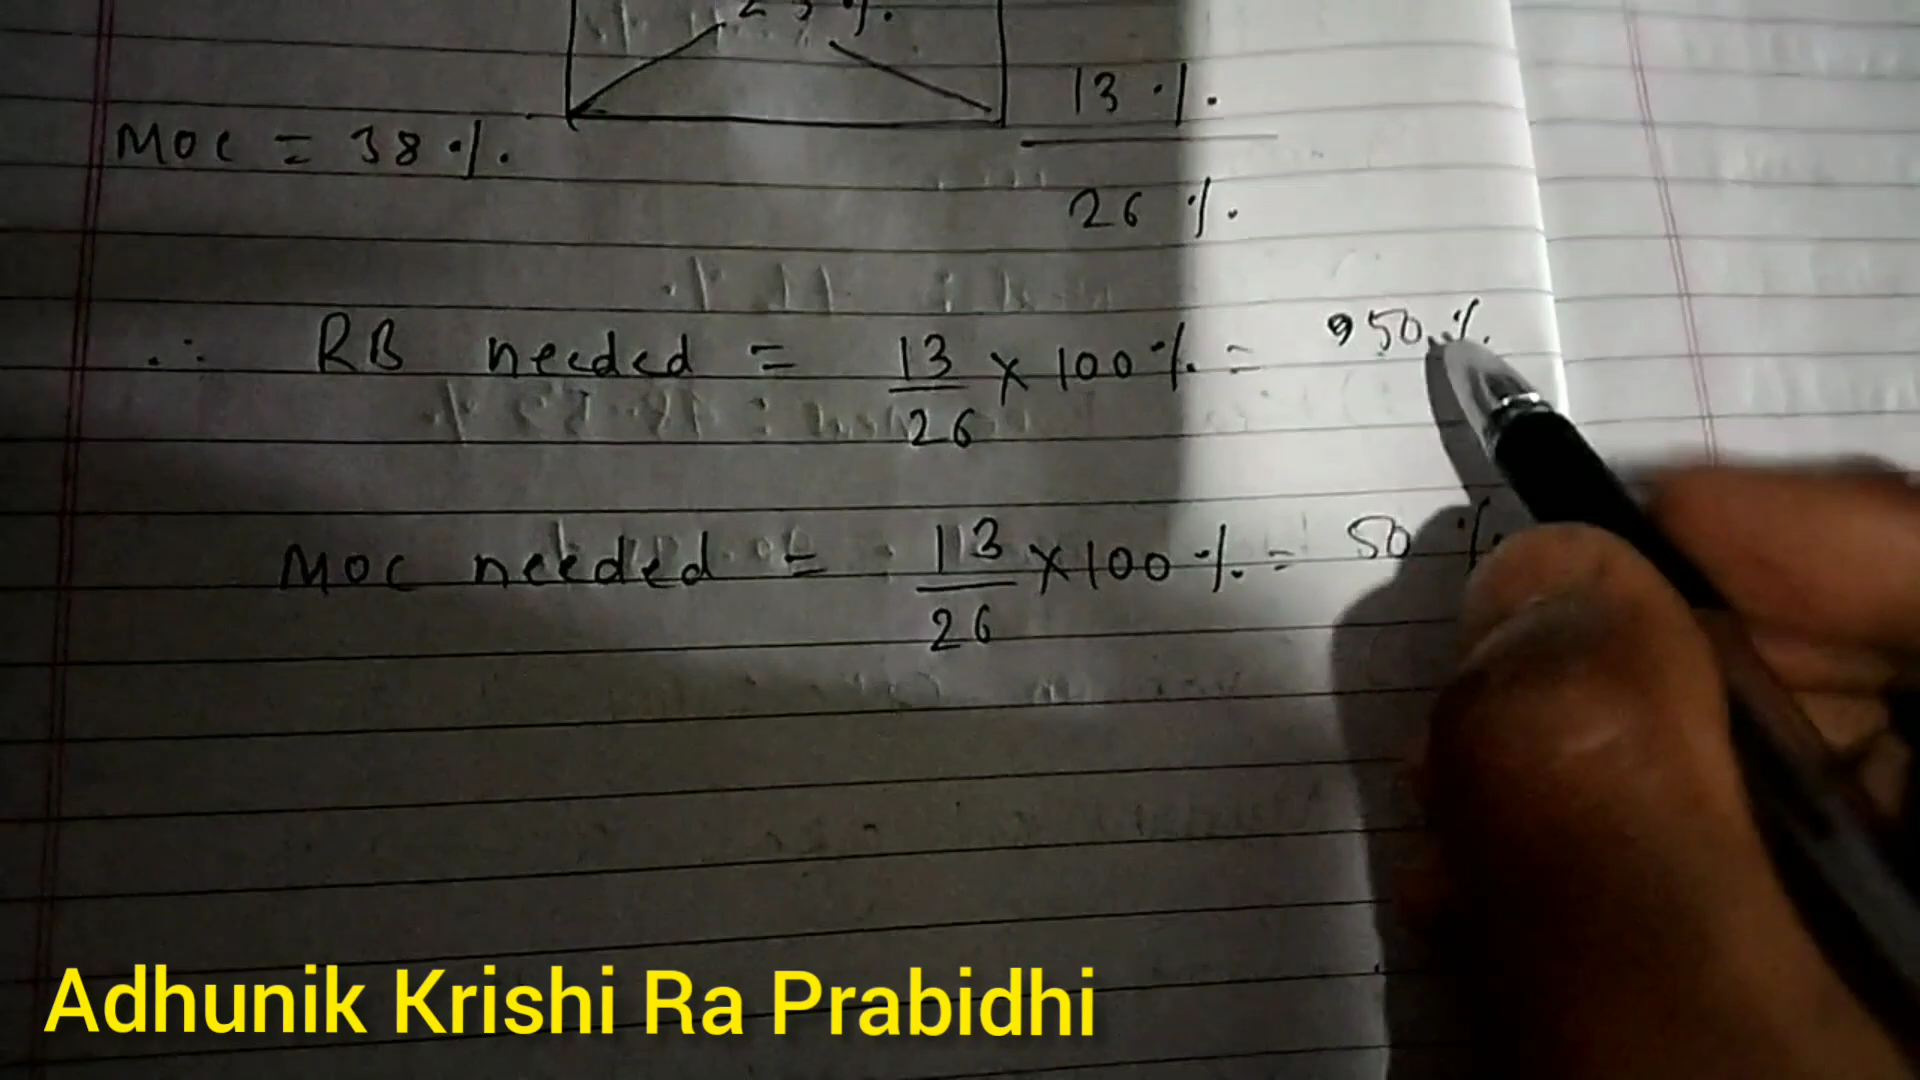 13 %.
MOC = 38 %.
26 %.
∴ RB needed = 13/26 × 100 % = 50 %.
MOC needed = 13/26 × 100 % = 50 %.
Adhunik Krishi Ra Prabidhi